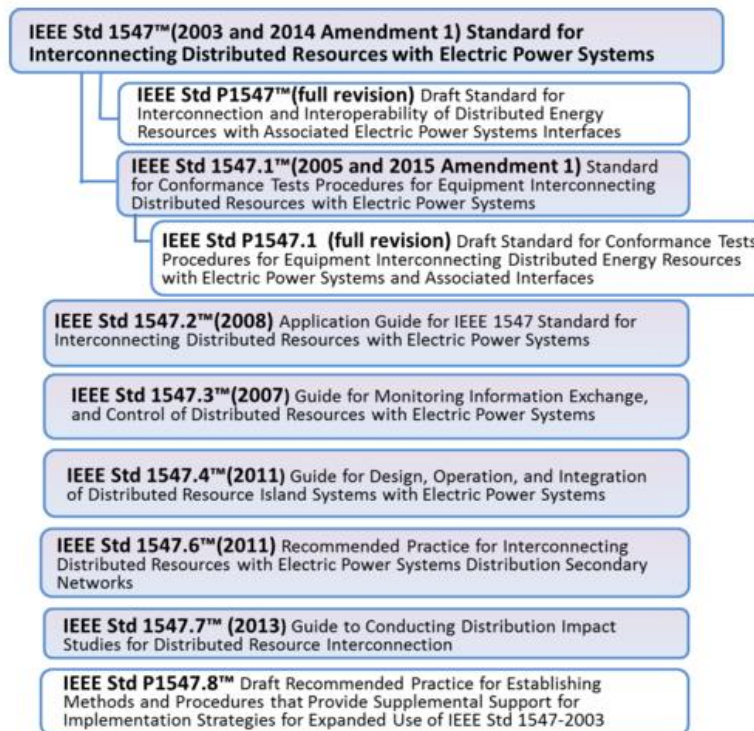 IEEE Std 1547™(2003 and 2014 Amendment 1) Standard for
Interconnecting Distributed Resources with Electric Power Systems
IEEE Std P1547™(full revision) Draft Standard for
Interconnection and Interoperability of Distributed Energy
Resources with Associated Electric Power Systems Interfaces
IEEE Std 1547.1™(2005 and 2015 Amendment 1) Standard
for Conformance Tests Procedures for Equipment Interconnecting
Distributed Resources with Electric Power Systems
IEEE Std P1547.1 (full revision) Draft Standard for Conformance Tests
Procedures for Equipment Interconnecting Distributed Energy Resources
with Electric Power Systems and Associated Interfaces
IEEE Std 1547.2™(2008) Application Guide for IEEE 1547 Standard for
Interconnecting Distributed Resources with Electric Power Systems
IEEE Std 1547.3™(2007) Guide for Monitoring Information Exchange,
and Control of Distributed Resources with Electric Power Systems
IEEE Std 1547.4™(2011) Guide for Design, Operation, and Integration
of Distributed Resource Island Systems with Electric Power Systems
IEEE Std 1547.6™(2011) Recommended Practice for Interconnecting
Distributed Resources with Electric Power Systems Distribution Secondary
Networks
IEEE Std 1547.7™ (2013) Guide to Conducting Distribution Impact
Studies for Distributed Resource Interconnection
IEEE Std P1547.8™ Draft Recommended Practice for Establishing
Methods and Procedures that Provide Supplemental Support for
Implementation Strategies for Expanded Use of IEEE Std 1547-2003